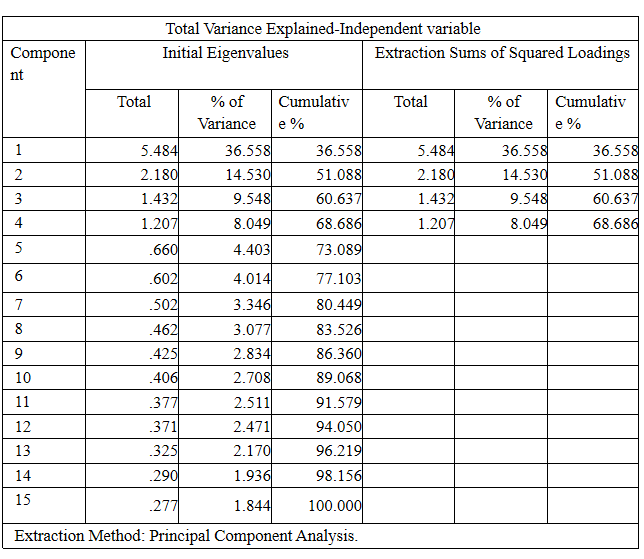 Total Variance Explained-Independent variable
Compone Initial Eigenvalues Extraction Sums of Squared Loadings
nt
Total % of Cumulativ Total % of Cumulativ
Variance e % Variance e %
1 5.484 36.558 36.558 5.484 36.558 36.558
2 2.180 14.530 51.088 2.180 14.530 51.088
3 1.432 9.548 60.637 1.432 9.548 60.637
4 1.207 8.049 68.686 1.207 8.049 68.686
5 .660 4.403 73.089
6 .602 4.014 77.103
7 .502 3.346 80.449
8 .462 3.077 83.526
9 .425 2.834 86.360
10 .406 2.708 89.068
11 .377 2.511 91.579
12 .371 2.471 94.050
13 .325 2.170 96.219
14 .290 1.936 98.156
15 .277 1.844 100.000
Extraction Method: Principal Component Analysis.